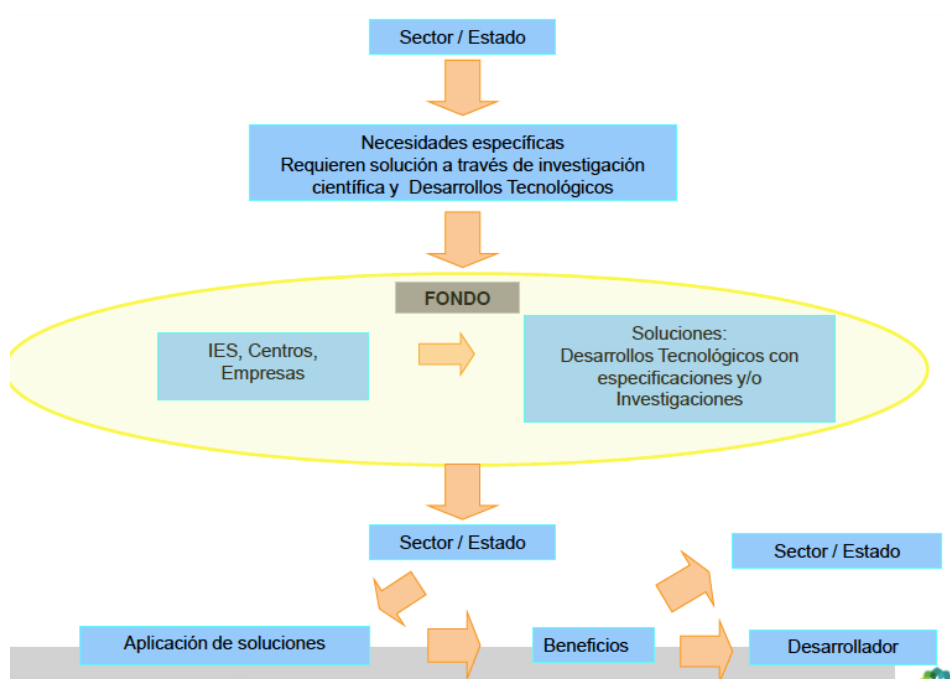 Sector / Estado
Necesidades específicas
Requieren solución a través de investigación
científica y Desarrollos Tecnológicos
FONDO
IES, Centros,
Empresas
Soluciones:
Desarrollos Tecnológicos con
especificaciones y/o
Investigaciones
Sector / Estado
Sector / Estado
Aplicación de soluciones
Beneficios
Desarrollador